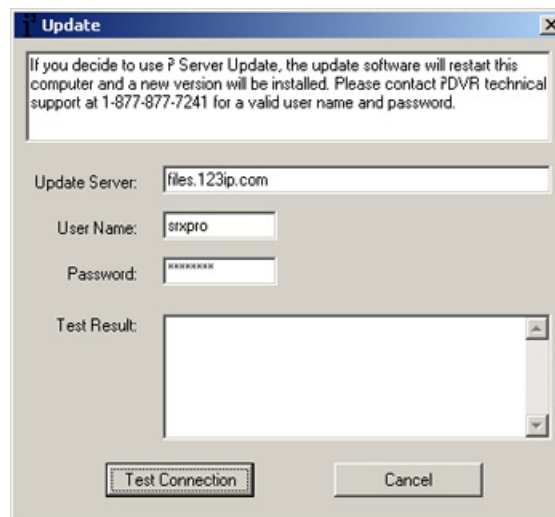 Update
If you decide to use i³ Server Update, the update software will restart this
computer and a new version will be installed. Please contact i³DVR technical
support at 1-877-877-7241 for a valid user name and password.
Update Server: files.123ip.com
User Name: srxpro
Password: ********
Test Result:
Test Connection Cancel